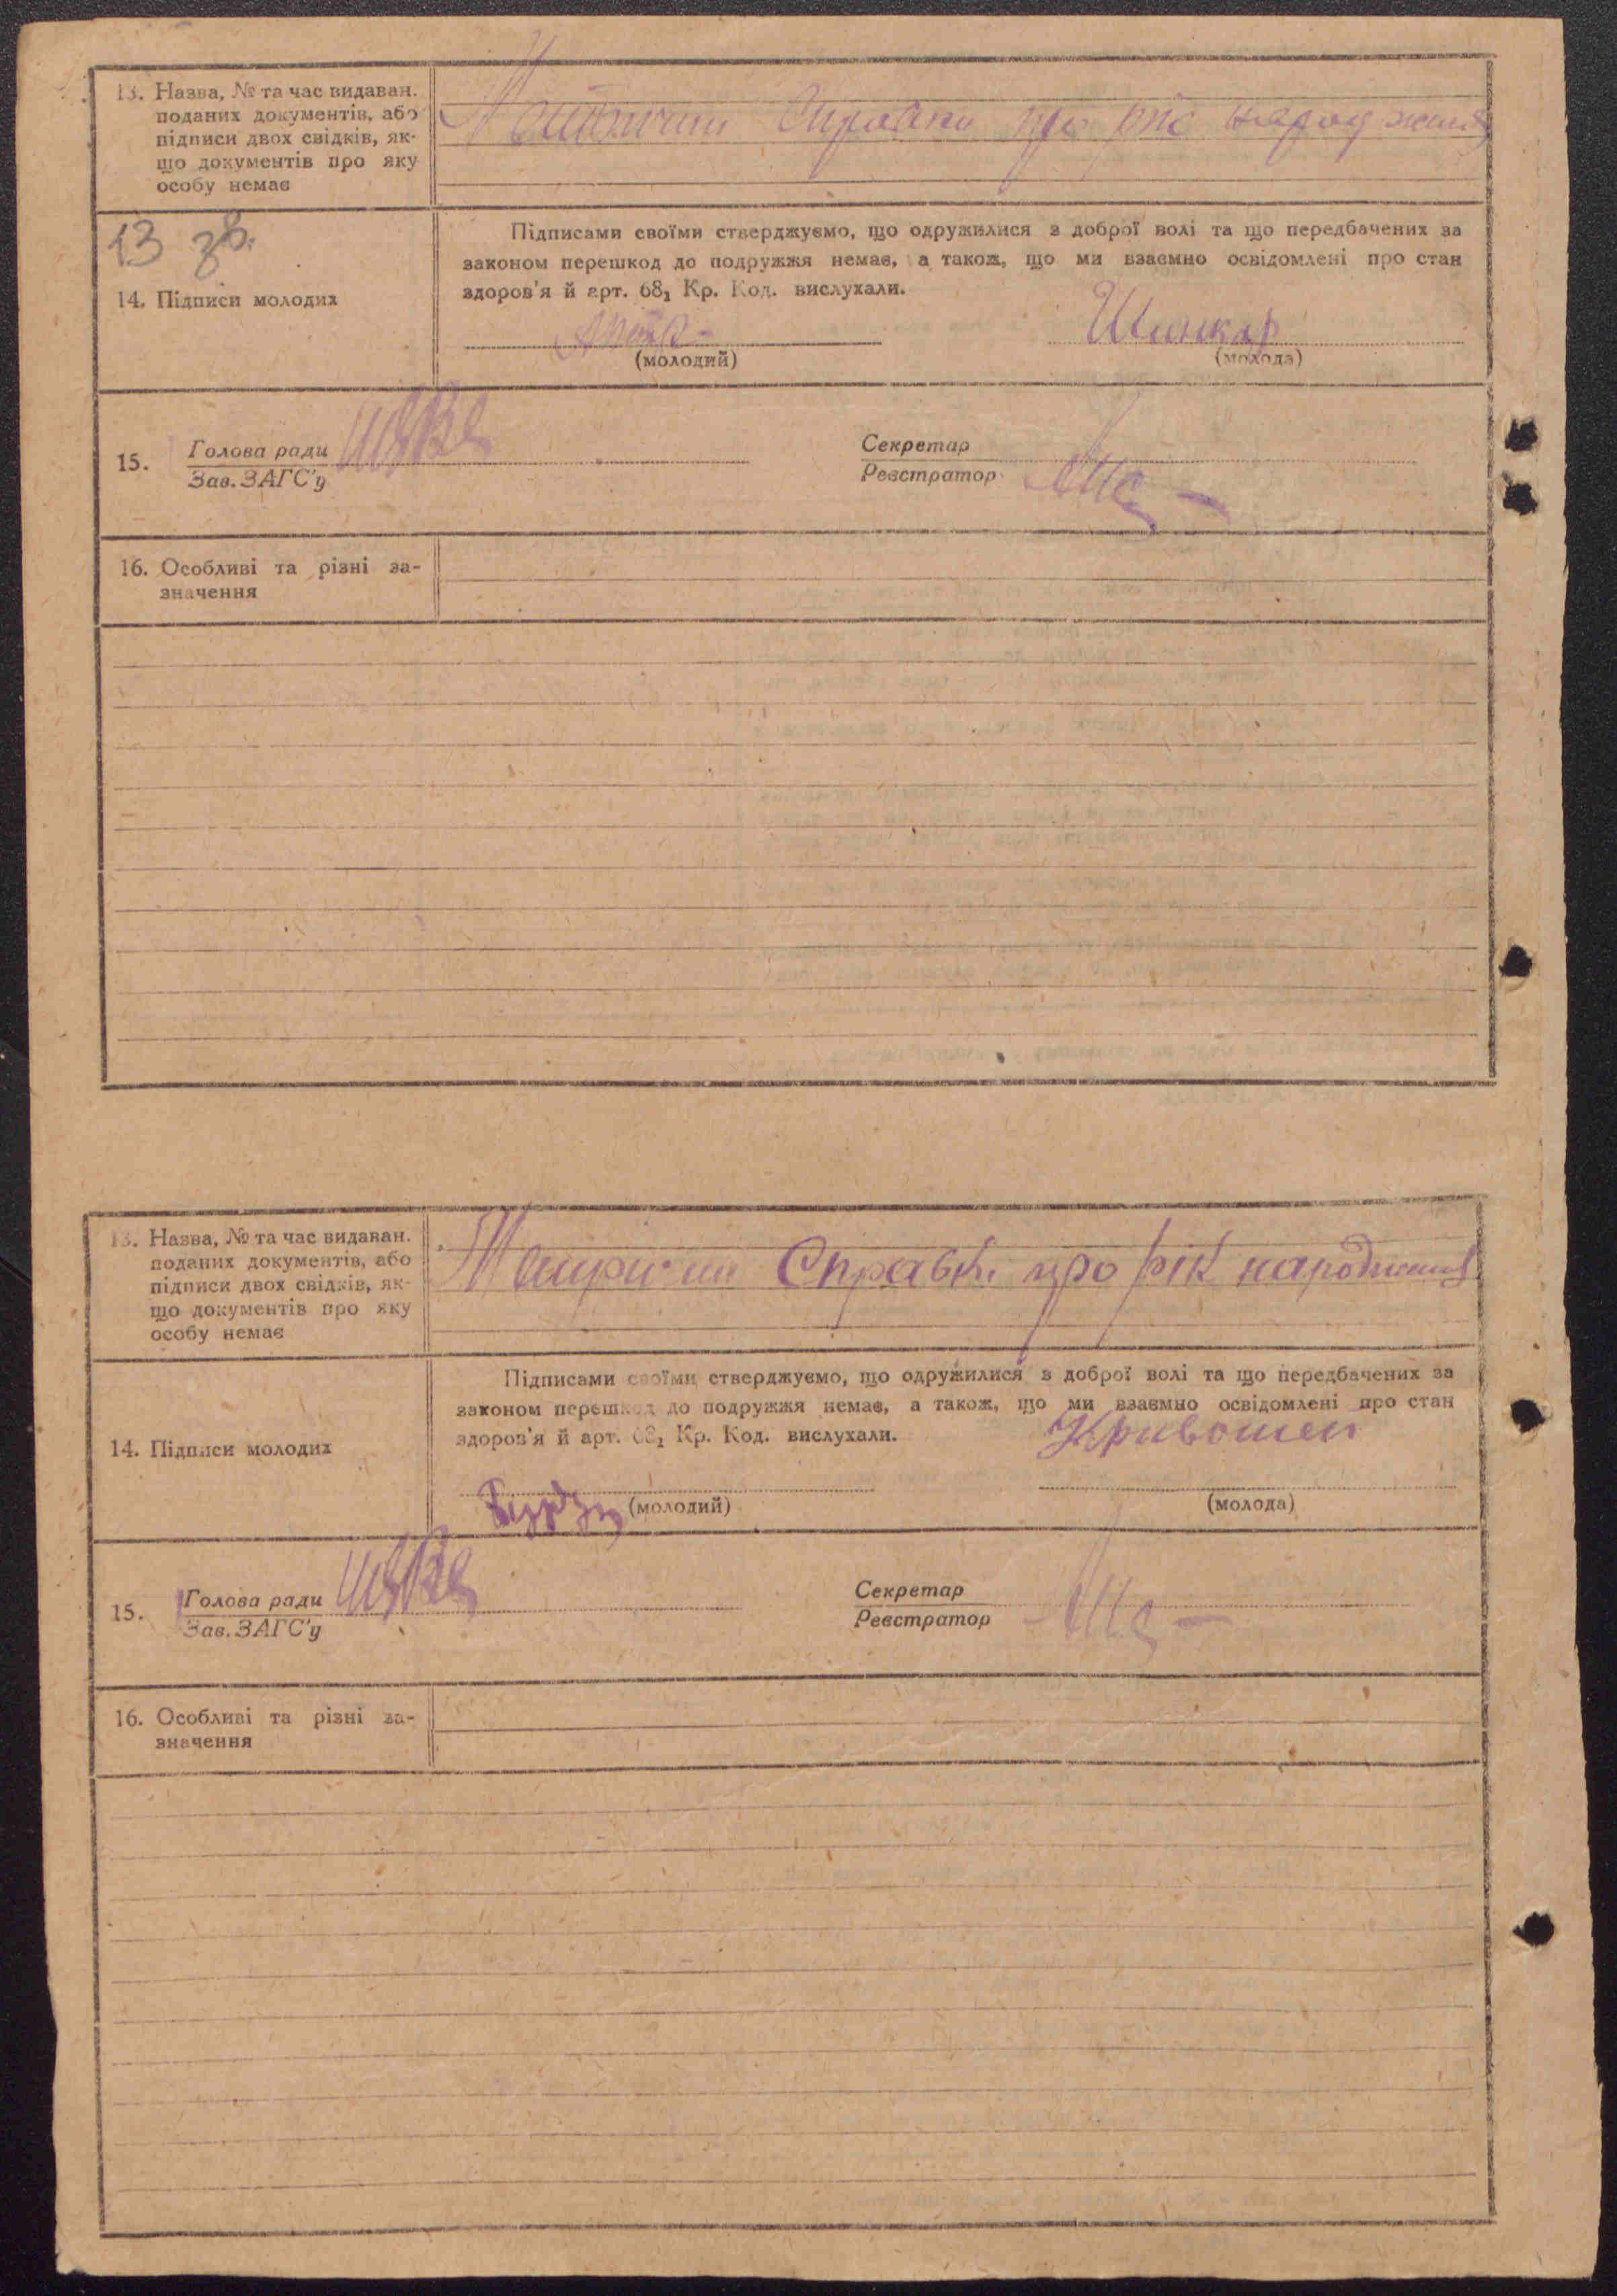 13. Назва, № та час видаван.
поданих документів, або
підписи двох свідків, як-
що документів про яку
особу немає
Справки про рік народження
13 зв.
Підписами своїми стверджуємо, що одружилися з доброї волі та що передбачених за
законом перешкод до подружжя немає, а також, що ми взаємно освідомлені про стан
здоров'я й арт. 68₁ Кр. Код. вислухали.
14. Підписи молодих
Шинкар
(молодий)
(молода)
15.
Голова ради
Зав. ЗАГС'у
Секретар
Реєстратор
16. Особливі та різні за-
значення
13. Назва, № та час видаван.
поданих документів, або
підписи двох свідків, як-
що документів про яку
особу немає
Метричні Справки про рік народження
Підписами своїми стверджуємо, що одружилися з доброї волі та що передбачених за
законом перешкод до подружжя немає, а також, що ми взаємно освідомлені про стан
здоров'я й арт. 68₁ Кр. Код. вислухали.
Кривошеи
14. Підписи молодих
(молодий)
(молода)
15.
Голова ради
Зав. ЗАГС'у
Секретар
Реєстратор
16. Особливі та різні за-
значення